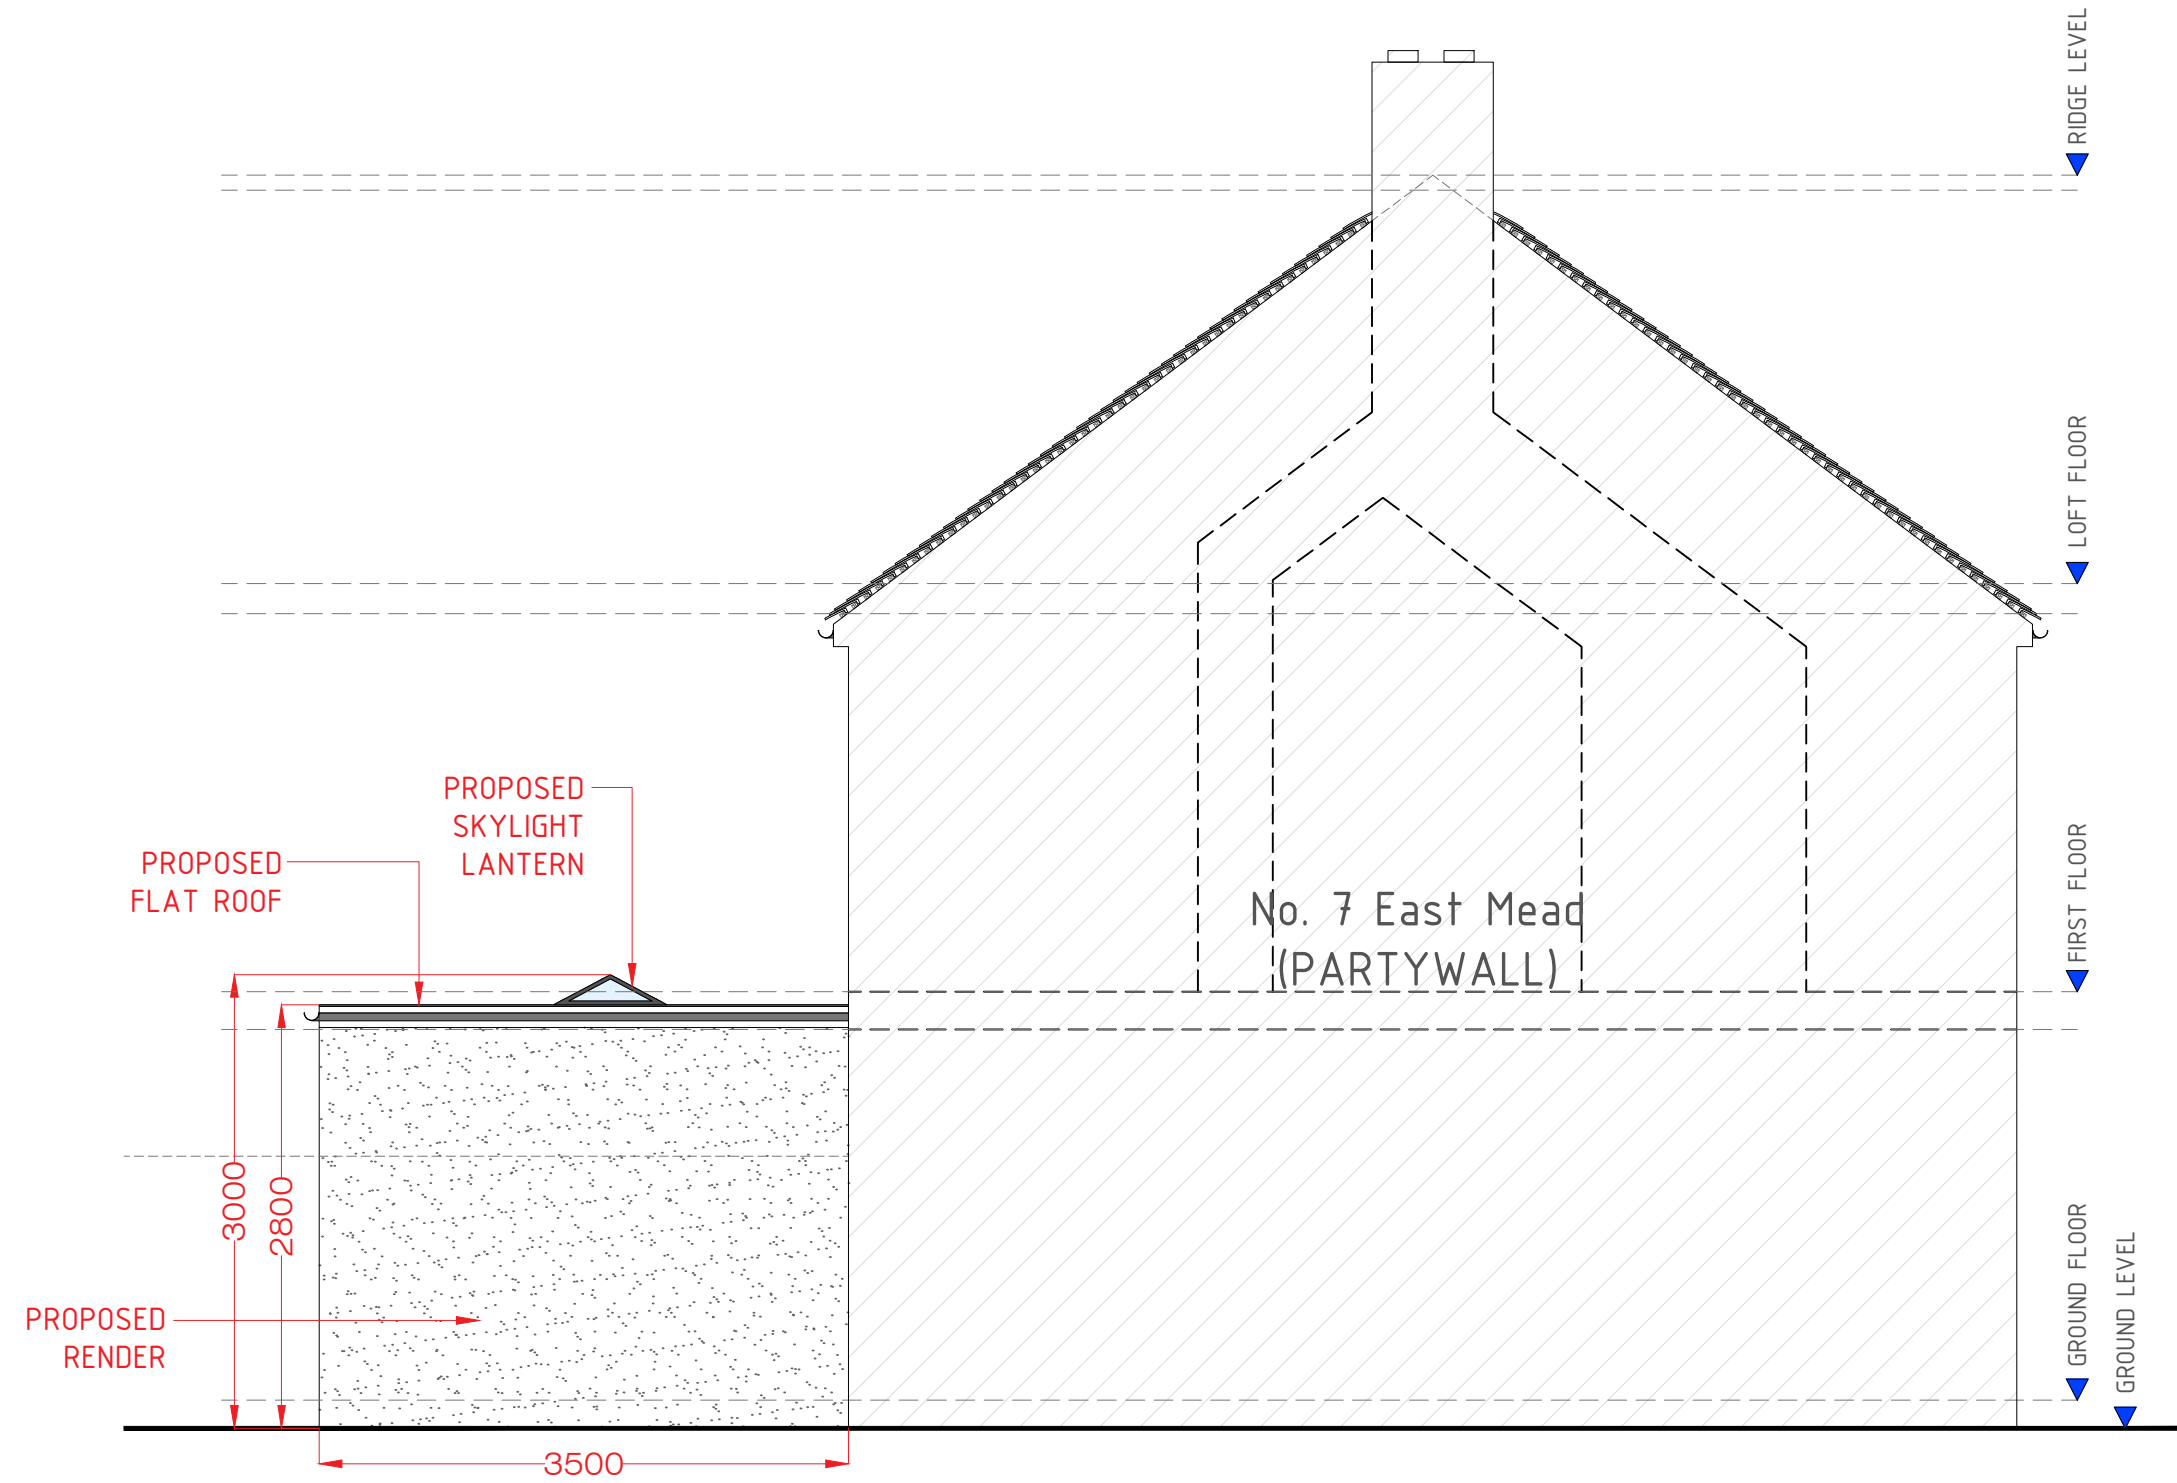 RIDGE LEVEL
LOFT FLOOR
PROPOSED
SKYLIGHT
LANTERN
PROPOSED
FLAT ROOF
No. 7 East Mead
(PARTYWALL)
FIRST FLOOR
3000
2800
PROPOSED
RENDER
GROUND FLOOR
GROUND LEVEL
3500